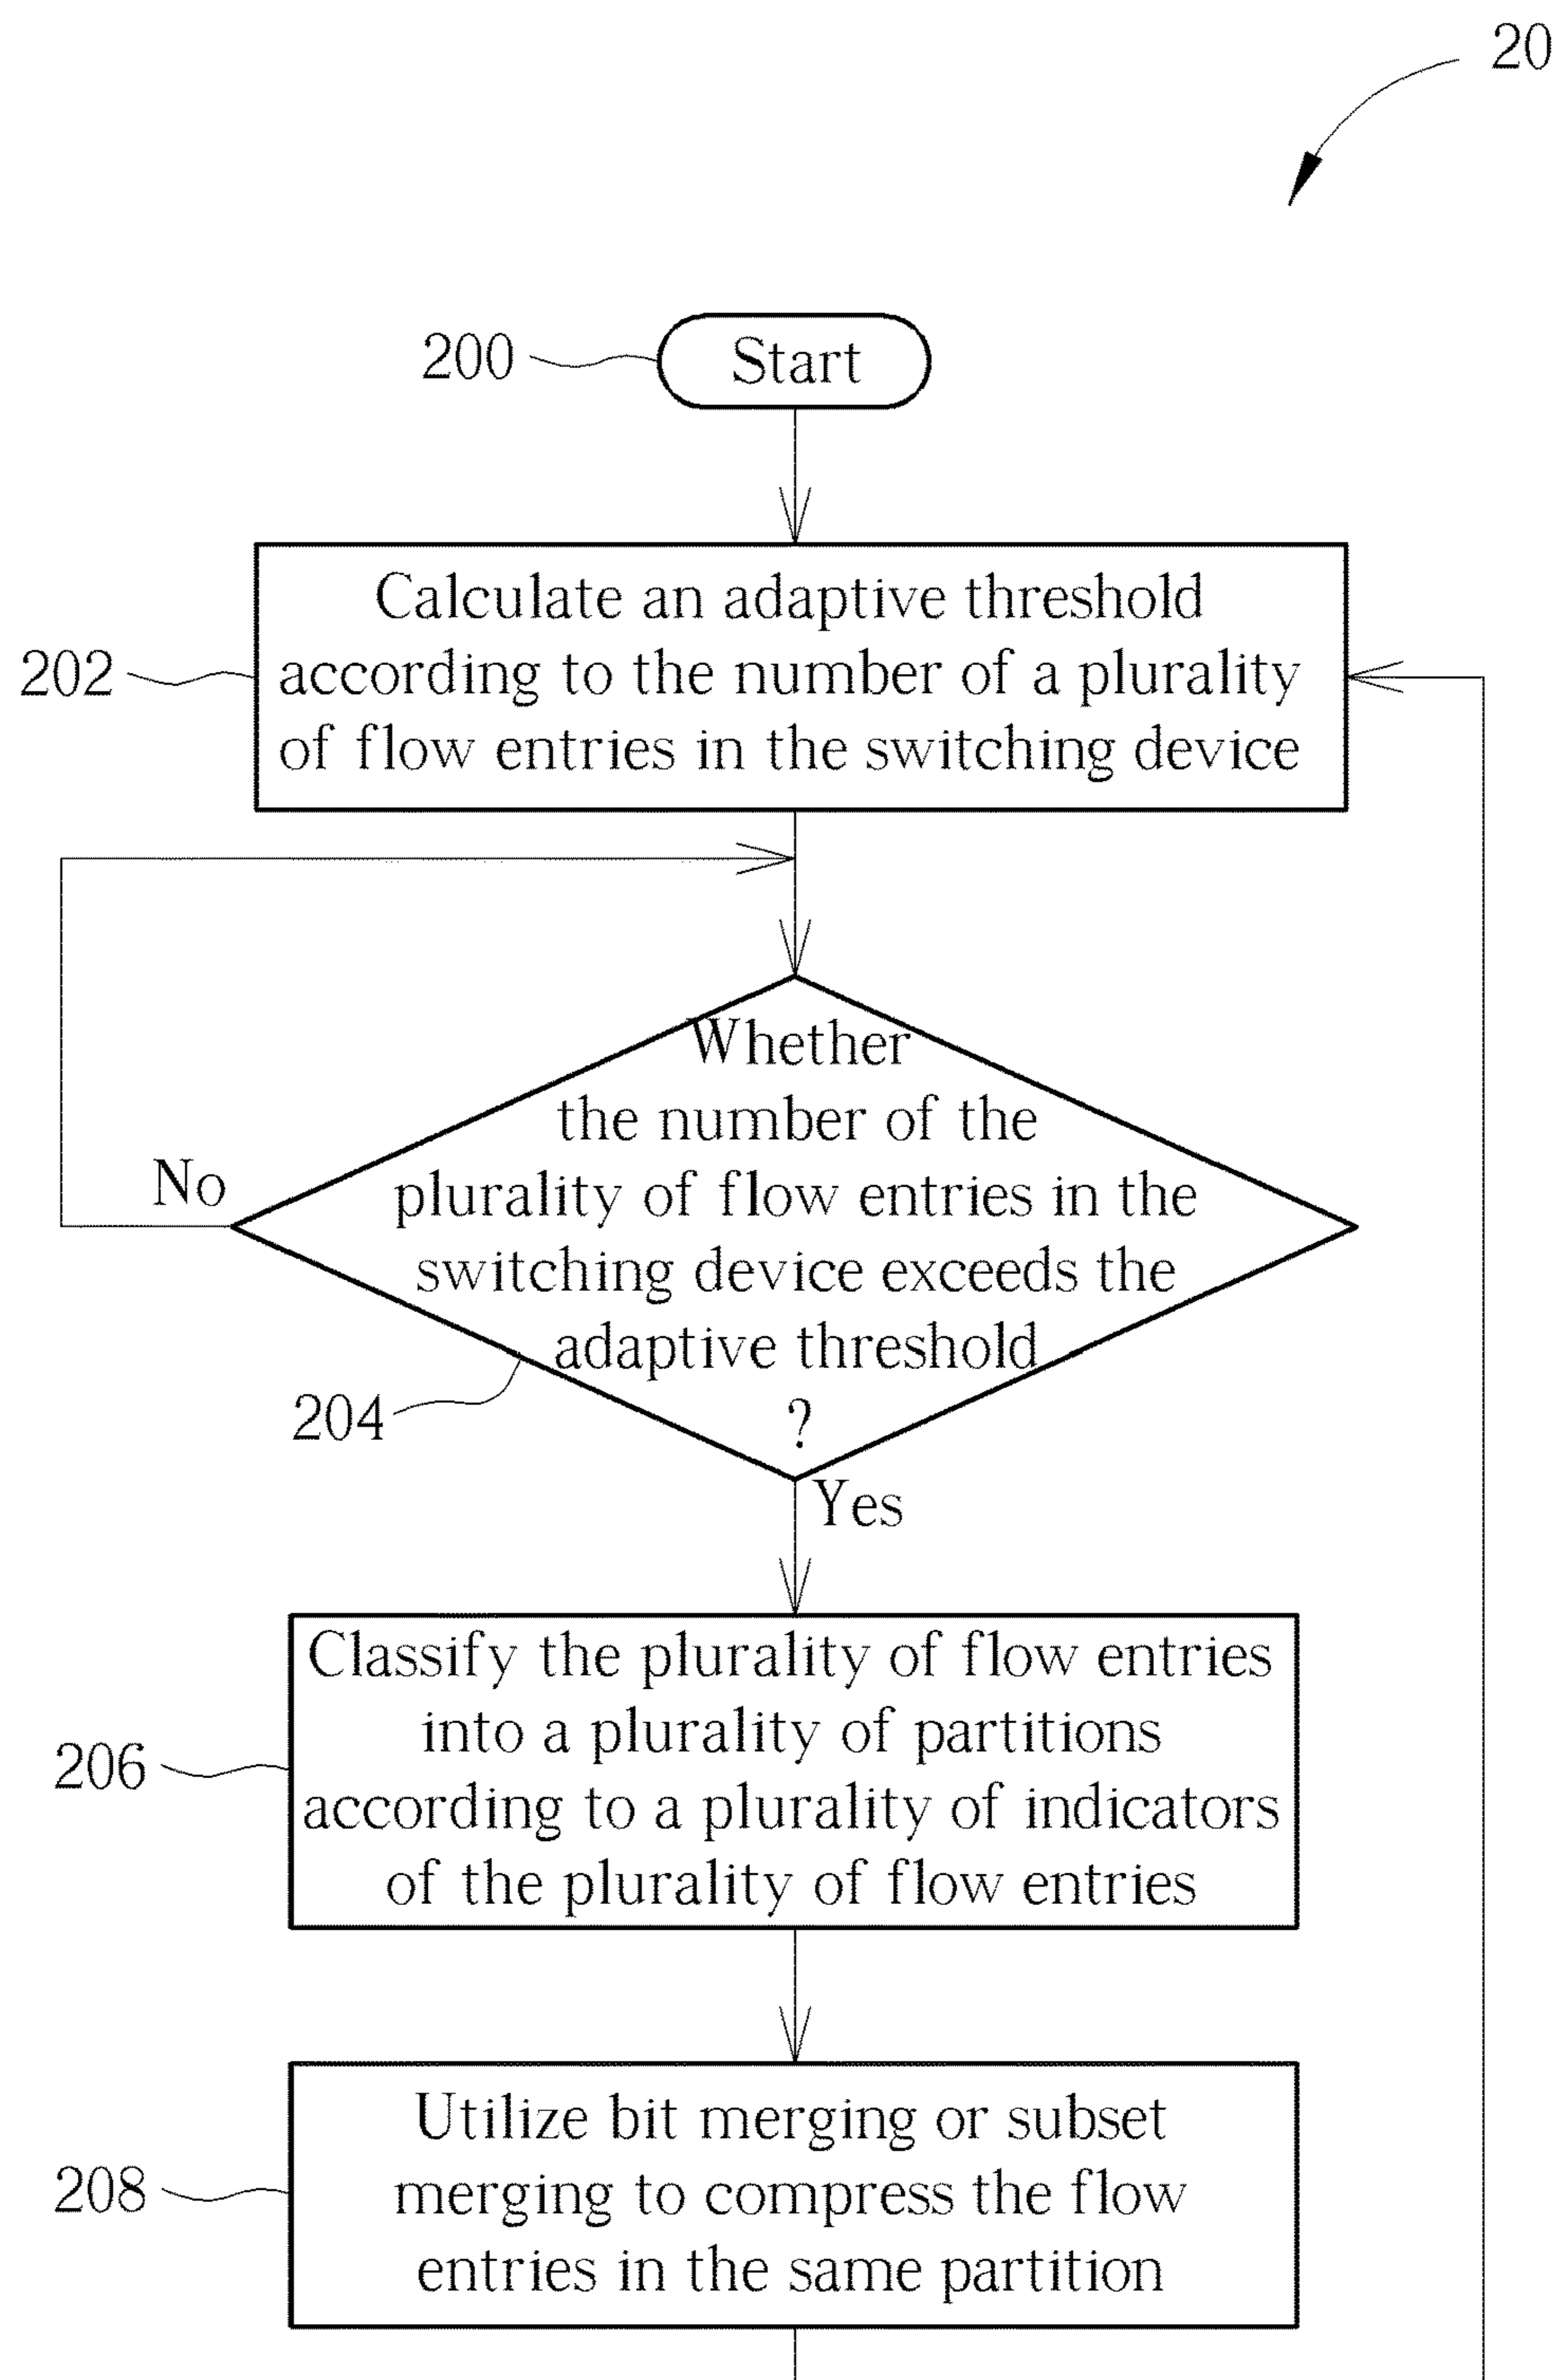 20
200
Start
202
Calculate an adaptive threshold
according to the number of a plurality
of flow entries in the switching device
No
Whether
the number of the
plurality of flow entries in the
switching device exceeds the
adaptive threshold
?
204
Yes
206
Classify the plurality of flow entries
into a plurality of partitions
according to a plurality of indicators
of the plurality of flow entries
208
Utilize bit merging or subset
merging to compress the flow
entries in the same partition